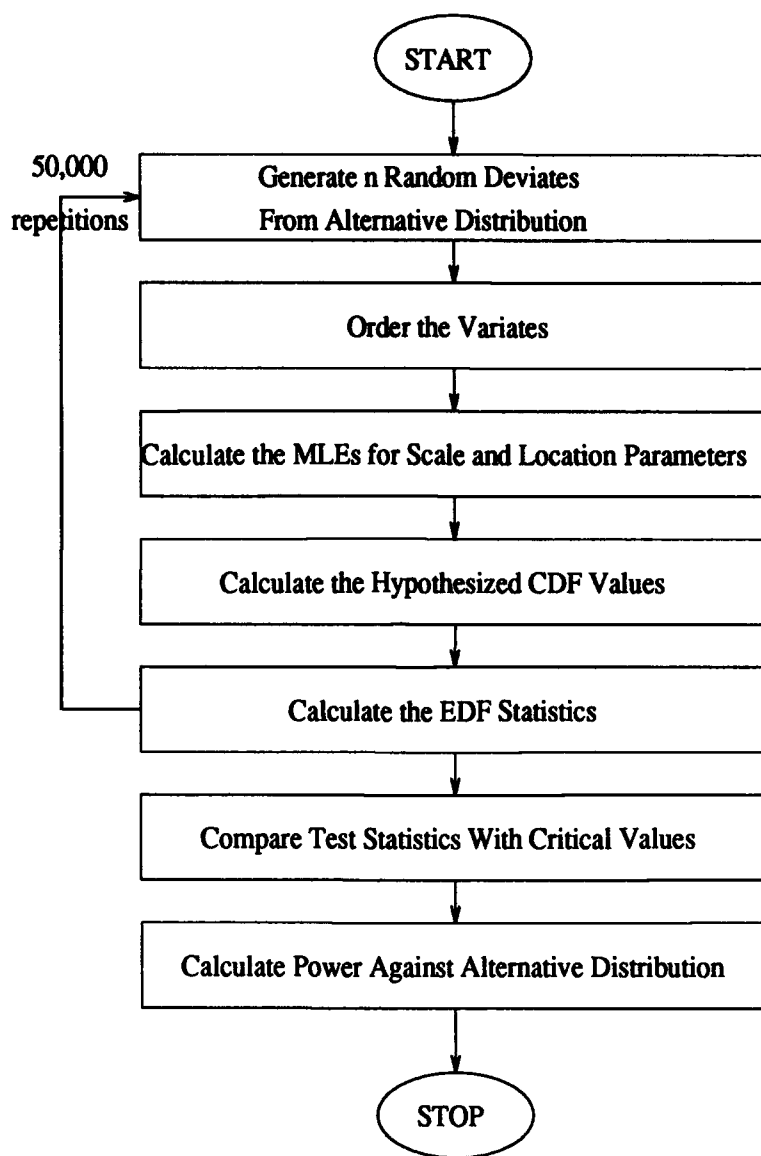 START
50,000
repetitions
Generate n Random Deviates
From Alternative Distribution
Order the Variates
Calculate the MLEs for Scale and Location Parameters
Calculate the Hypothesized CDF Values
Calculate the EDF Statistics
Compare Test Statistics With Critical Values
Calculate Power Against Alternative Distribution
STOP